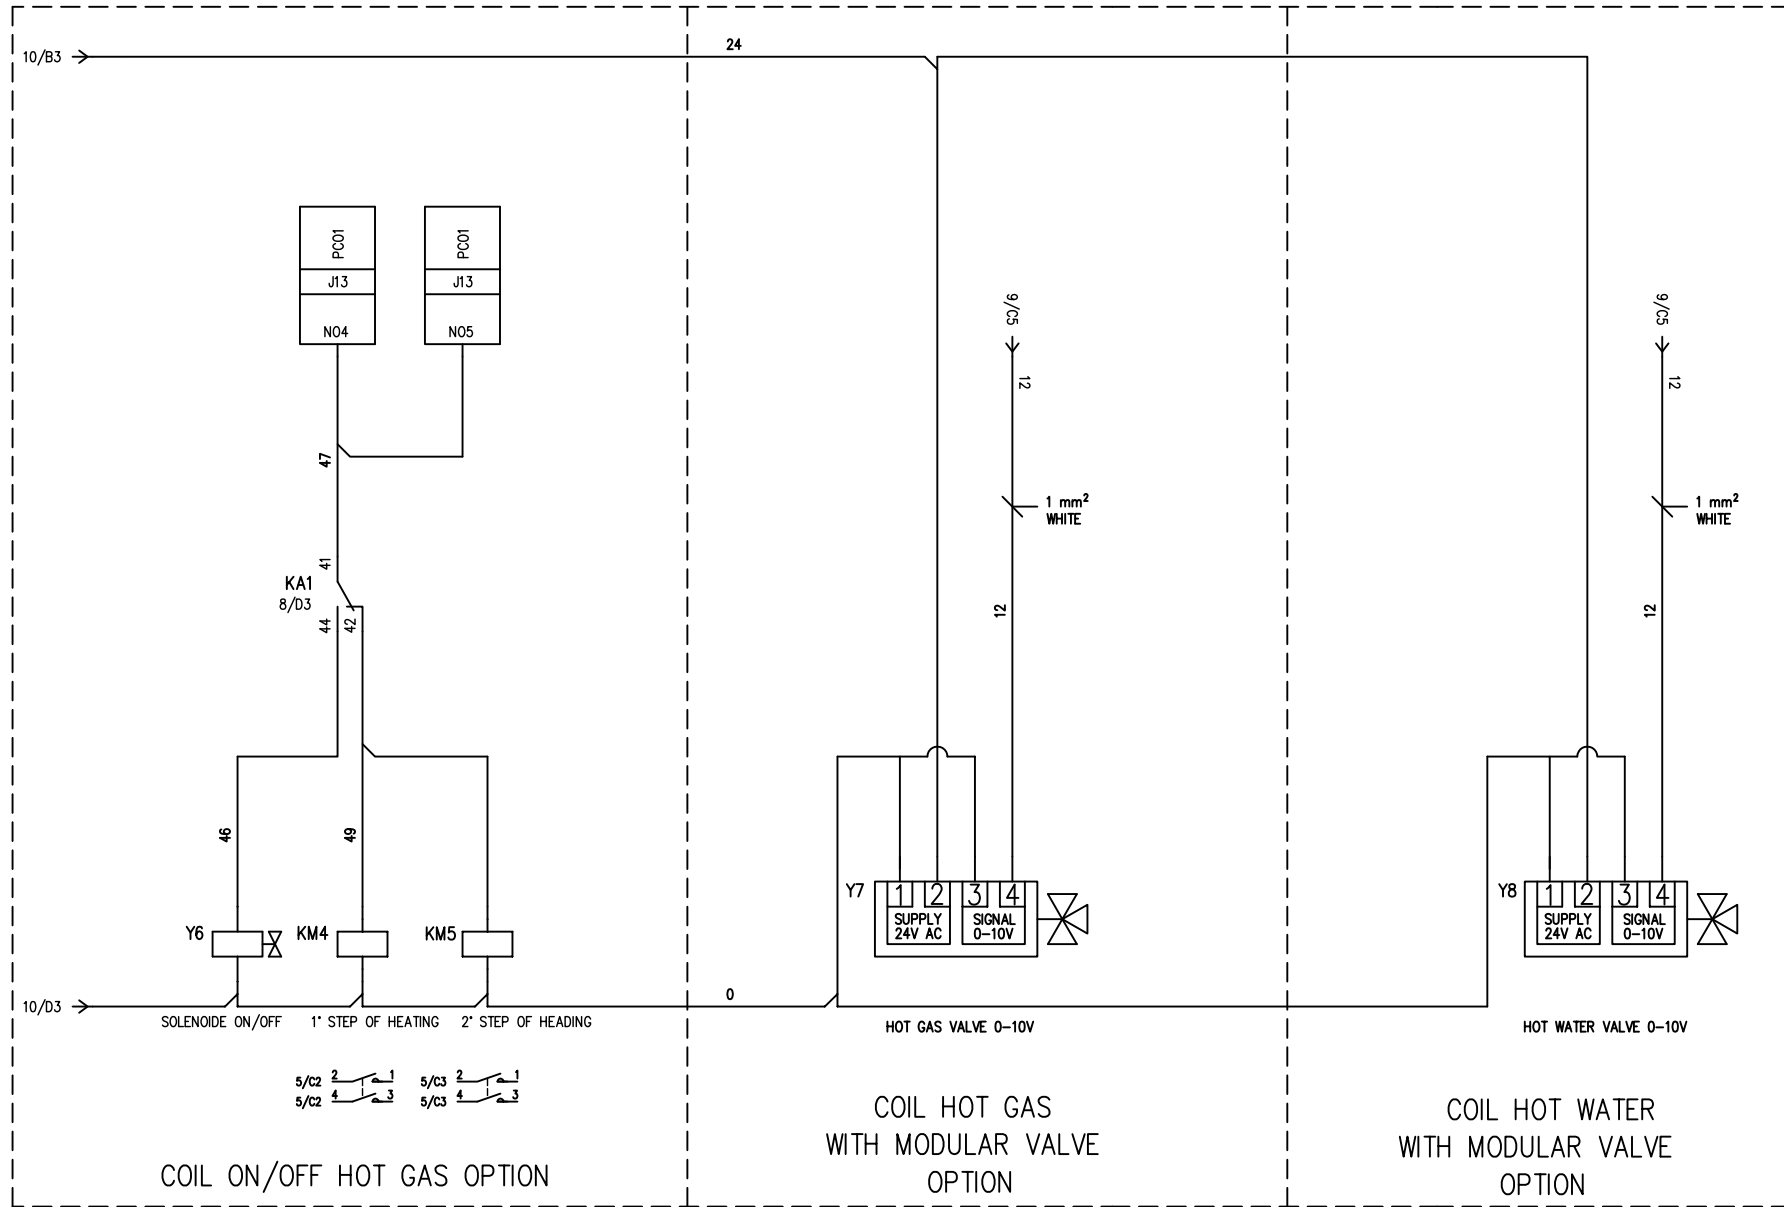 24
10/B3
PCO1
PCO1
J13
J13
NO4
NO5
9/C5
9/C5
12
12
47
1 mm²
WHITE
1 mm²
WHITE
41
KA1
8/D3
44
42
12
12
46
49
Y6
KM4
KM5
Y7
1
2
3
4
SUPPLY
24V AC
SIGNAL
0-10V
Y8
1
2
3
4
SUPPLY
24V AC
SIGNAL
0-10V
10/D3
0
SOLENOIDE ON/OFF
1° STEP OF HEATING
2° STEP OF HEADING
HOT GAS VALVE 0-10V
HOT WATER VALVE 0-10V
5/C2 2 1
5/C2 4 3
5/C3 2 1
5/C3 4 3
COIL ON/OFF HOT GAS OPTION
COIL HOT GAS
WITH MODULAR VALVE
OPTION
COIL HOT WATER
WITH MODULAR VALVE
OPTION